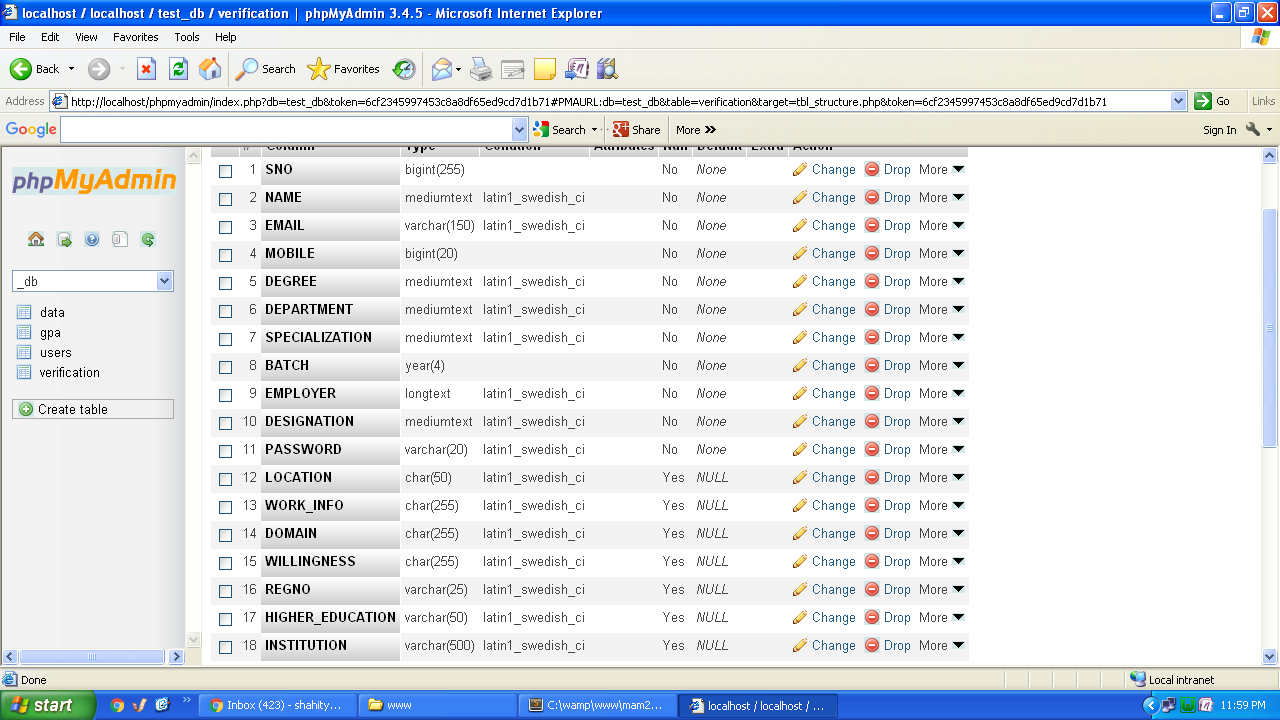 localhost / localhost / test_db / verification | phpMyAdmin 3.4.5 - Microsoft Internet Explorer
File Edit View Favorites Tools Help
Back Search Favorites
Address http://localhost/phpmyadmin/index.php?db=test_db&token=6cf2345997453c8a8df65ed9cd7d1b71#PMAURL:db=test_db&table=verification&target=tbl_structure.php&token=6cf2345997453c8a8df65ed9cd7d1b71 Go Links
Google Search Share More » Sign In
phpMyAdmin
_db
data
gpa
users
verification
Create table
# Column Type Collation Attributes Null Default Extra Action
1 SNO bigint(255) No None Change Drop More
2 NAME mediumtext latin1_swedish_ci No None Change Drop More
3 EMAIL varchar(150) latin1_swedish_ci No None Change Drop More
4 MOBILE bigint(20) No None Change Drop More
5 DEGREE mediumtext latin1_swedish_ci No None Change Drop More
6 DEPARTMENT mediumtext latin1_swedish_ci No None Change Drop More
7 SPECIALIZATION mediumtext latin1_swedish_ci No None Change Drop More
8 BATCH year(4) No None Change Drop More
9 EMPLOYER longtext latin1_swedish_ci No None Change Drop More
10 DESIGNATION mediumtext latin1_swedish_ci No None Change Drop More
11 PASSWORD varchar(20) latin1_swedish_ci No None Change Drop More
12 LOCATION char(50) latin1_swedish_ci Yes NULL Change Drop More
13 WORK_INFO char(255) latin1_swedish_ci Yes NULL Change Drop More
14 DOMAIN char(255) latin1_swedish_ci Yes NULL Change Drop More
15 WILLINGNESS char(255) latin1_swedish_ci Yes NULL Change Drop More
16 REGNO varchar(25) latin1_swedish_ci Yes NULL Change Drop More
17 HIGHER_EDUCATION varchar(50) latin1_swedish_ci Yes NULL Change Drop More
18 INSTITUTION varchar(500) latin1_swedish_ci Yes NULL Change Drop More
Done Local intranet
start » Inbox (423) - shahity... www C:\wamp\www\mam2... localhost / localhost / ... 11:59 PM